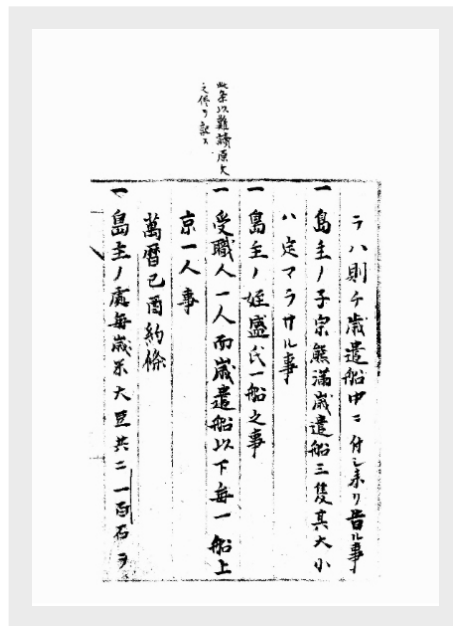 此条以難讀原文
之侭ヲ記ス
ラハ則チ歳遣船中ニ付シ来リ告ル事
一島主ノ子宗熊満歳遣船三隻其大小
ハ定マラサル事
一島主ノ姪盛氏一船之事
一受職人一人而歳遣船以下毎一船上
京一人事
萬暦己酉約條
一島主ノ處毎歳米大豆共ニ一百石ヲ